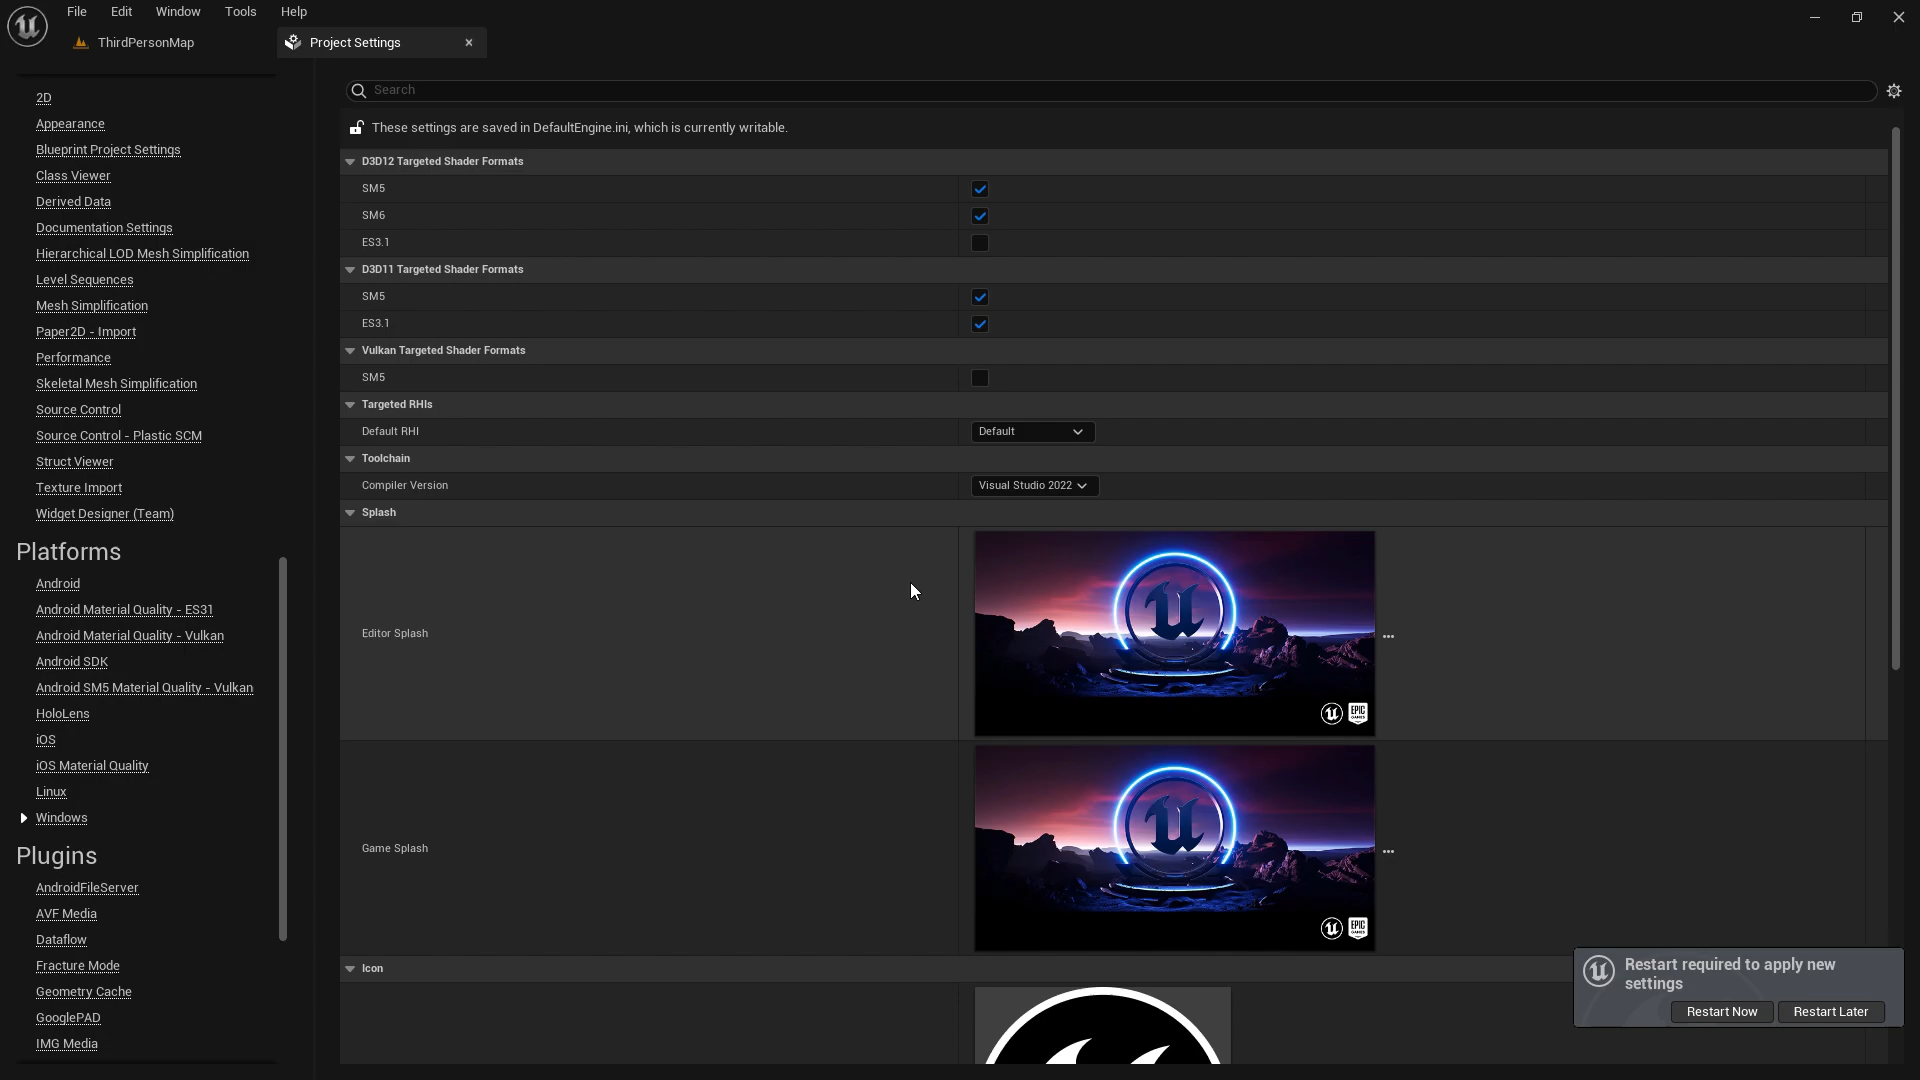 File Edit Window Tools Help
ThirdPersonMap
Project Settings
2D
Appearance
Blueprint Project Settings
Class Viewer
Derived Data
Documentation Settings
Hierarchical LOD Mesh Simplification
Level Sequences
Mesh Simplification
Paper2D - Import
Performance
Skeletal Mesh Simplification
Source Control
Source Control - Plastic SCM
Struct Viewer
Texture Import
Widget Designer (Team)
Platforms
Android
Android Material Quality - ES31
Android Material Quality - Vulkan
Android SDK
Android SM5 Material Quality - Vulkan
HoloLens
iOS
iOS Material Quality
Linux
Windows
Plugins
AndroidFileServer
AVF Media
Dataflow
Fracture Mode
Geometry Cache
GooglePAD
IMG Media
Search
These settings are saved in DefaultEngine.ini, which is currently writable.
D3D12 Targeted Shader Formats
SM5
SM6
ES3.1
D3D11 Targeted Shader Formats
SM5
ES3.1
Vulkan Targeted Shader Formats
SM5
Targeted RHIs
Default RHI Default
Toolchain
Compiler Version Visual Studio 2022
Splash
Editor Splash
EPIC
GAMES
Game Splash
EPIC
GAMES
Icon
Restart required to apply new
settings
Restart Now Restart Later